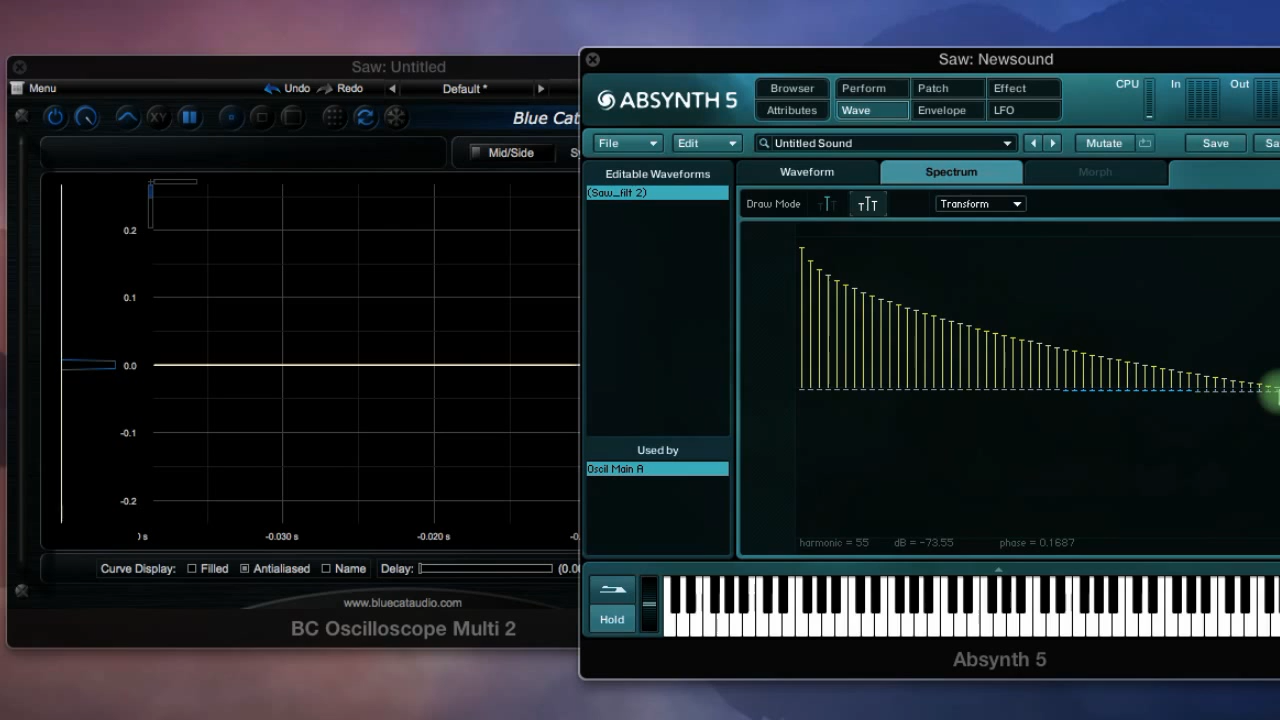 Saw: Untitled
Menu
Undo
Redo
Default *
XY
Blue Ca
Mid/Side
0.2
0.1
0.0
-0.1
-0.2
-0.030 s
-0.020 s
Curve Display:
Filled
Antialiased
Name
Delay:
www.bluecataudio.com
BC Oscilloscope Multi 2
Saw: Newsound
ABSYNTH 5
Browser
Attributes
Perform
Patch
Effect
Wave
Envelope
LFO
CPU
In
Out
File
Edit
Untitled Sound
Mutate
Save
Editable Waveforms
(Saw_filt 2)
Waveform
Spectrum
Morph
Draw Mode
Transform
Used by
Oscil Main A
harmonic = 55
dB = -73.55
phase = 0.1687
Hold
Absynth 5